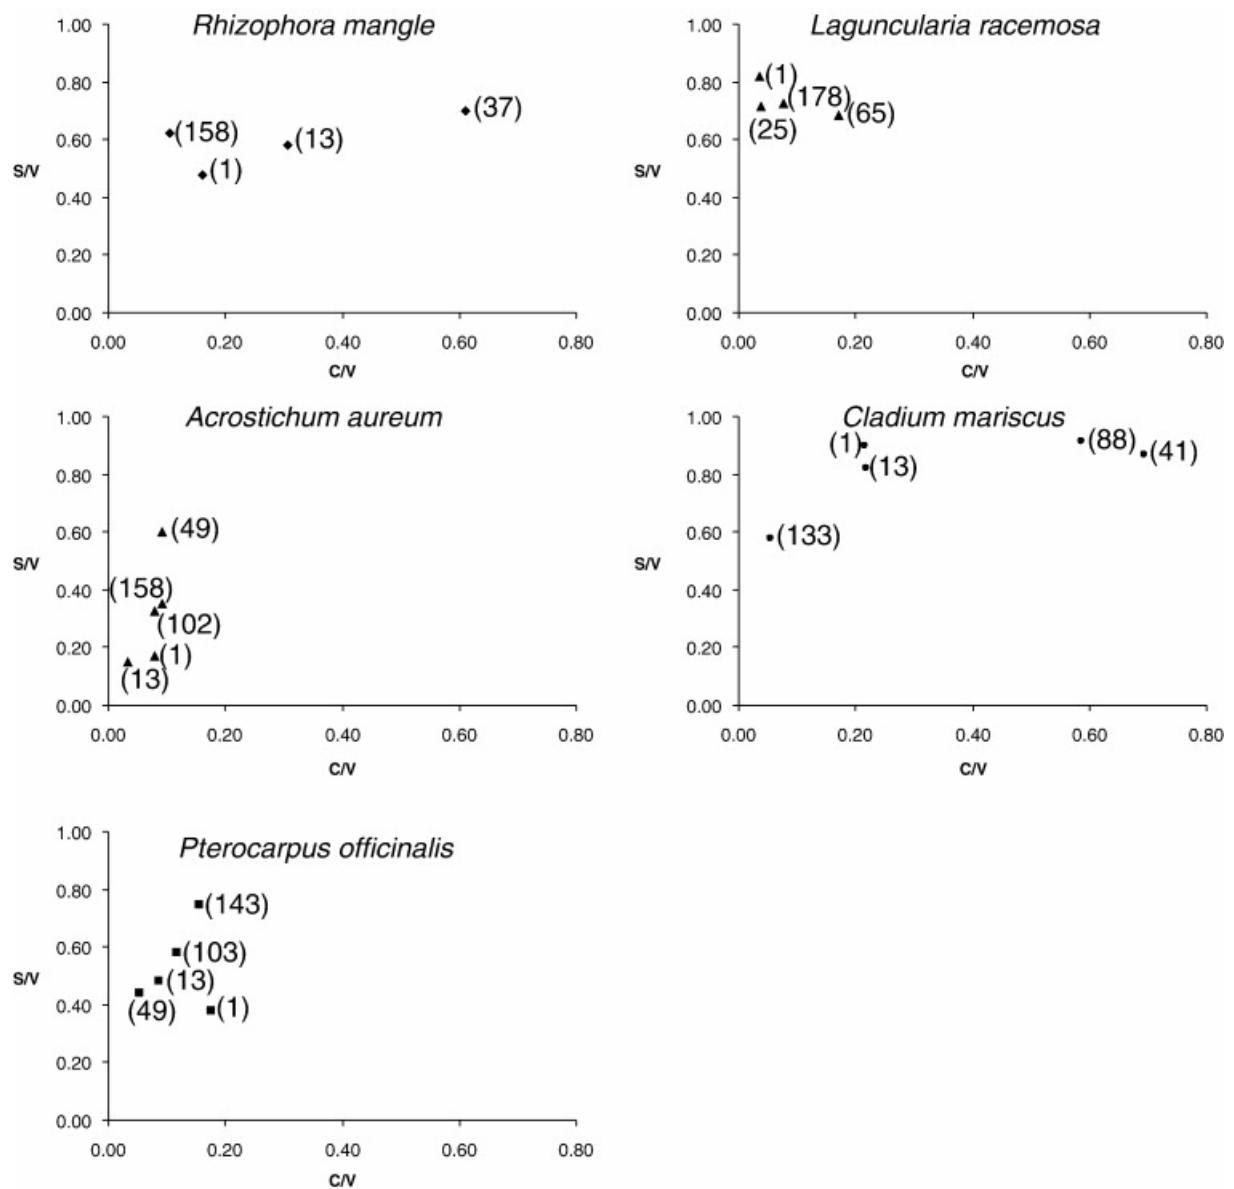 Rhizophora mangle
1.00
0.80
0.60
0.40
0.20
0.00
S/V
(158)
(1)
(13)
(37)
0.00 0.20 0.40 0.60 0.80
C/V
Laguncularia racemosa
1.00
0.80
0.60
0.40
0.20
0.00
S/V
(1)
(178)
(65)
(25)
0.00 0.20 0.40 0.60 0.80
C/V
Acrostichum aureum
1.00
0.80
0.60
0.40
0.20
0.00
S/V
(49)
(158)
(102)
(1)
(13)
0.00 0.20 0.40 0.60 0.80
C/V
Cladium mariscus
1.00
0.80
0.60
0.40
0.20
0.00
S/V
(1)
(13)
(88)
(41)
(133)
0.00 0.20 0.40 0.60 0.80
C/V
Pterocarpus officinalis
1.00
0.80
0.60
0.40
0.20
0.00
S/V
(143)
(103)
(13)
(49)
(1)
0.00 0.20 0.40 0.60 0.80
C/V